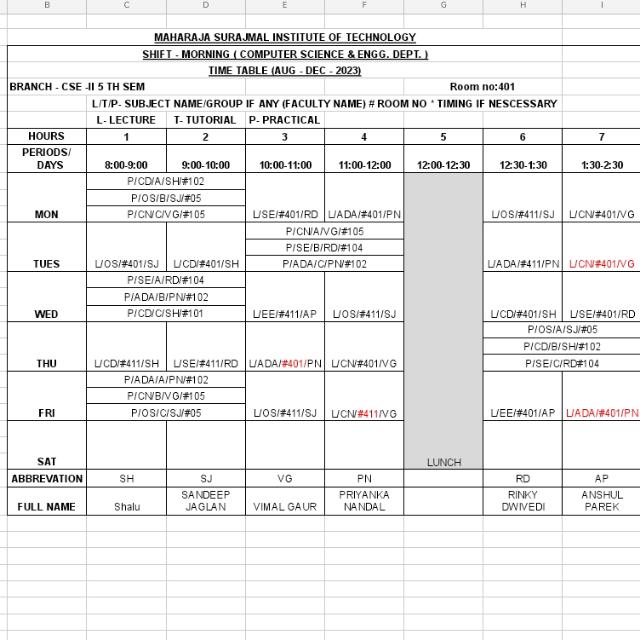 B C D E F G H I
MAHARAJA SURAJMAL INSTITUTE OF TECHNOLOGY
SHIFT - MORNING ( COMPUTER SCIENCE & ENGG. DEPT. )
TIME TABLE (AUG - DEC - 2023)
BRANCH - CSE -II 5 TH SEM Room no:401
L/T/P- SUBJECT NAME/GROUP IF ANY (FACULTY NAME) # ROOM NO * TIMING IF NESCESSARY
L- LECTURE T- TUTORIAL P- PRACTICAL
HOURS 1 2 3 4 5 6 7
PERIODS/
DAYS 8:00-9:00 9:00-10:00 10:00-11:00 11:00-12:00 12:00-12:30 12:30-1:30 1:30-2:30
P/CD/A/SH/#102
P/OS/B/SJ/#05
MON P/CN/C/VG/#105 L/SE/#401/RD L/ADA/#401/PN L/OS/#411/SJ L/CN/#401/VG
P/CN/A/VG/#105
P/SE/B/RD/#104
TUES L/OS/#401/SJ L/CD/#401/SH P/ADA/C/PN/#102 L/ADA/#411/PN L/CN/#401/VG
P/SE/A/RD/#104
P/ADA/B/PN/#102
WED P/CD/C/SH/#101 L/EE/#411/AP L/OS/#411/SJ L/CD/#401/SH L/SE/#401/RD
P/OS/A/SJ/#05
P/CD/B/SH/#102
THU L/CD/#411/SH L/SE/#411/RD L/ADA/#401/PN L/CN/#401/VG P/SE/C/RD#104
P/ADA/A/PN/#102
P/CN/B/VG/#105
FRI P/OS/C/SJ/#05 L/OS/#411/SJ L/CN/#411/VG L/EE/#401/AP L/ADA/#401/PN
SAT LUNCH
ABBREVATION SH SJ VG PN RD AP
FULL NAME Shalu SANDEEP JAGLAN VIMAL GAUR PRIYANKA NANDAL RINKY DWIVEDI ANSHUL PAREK